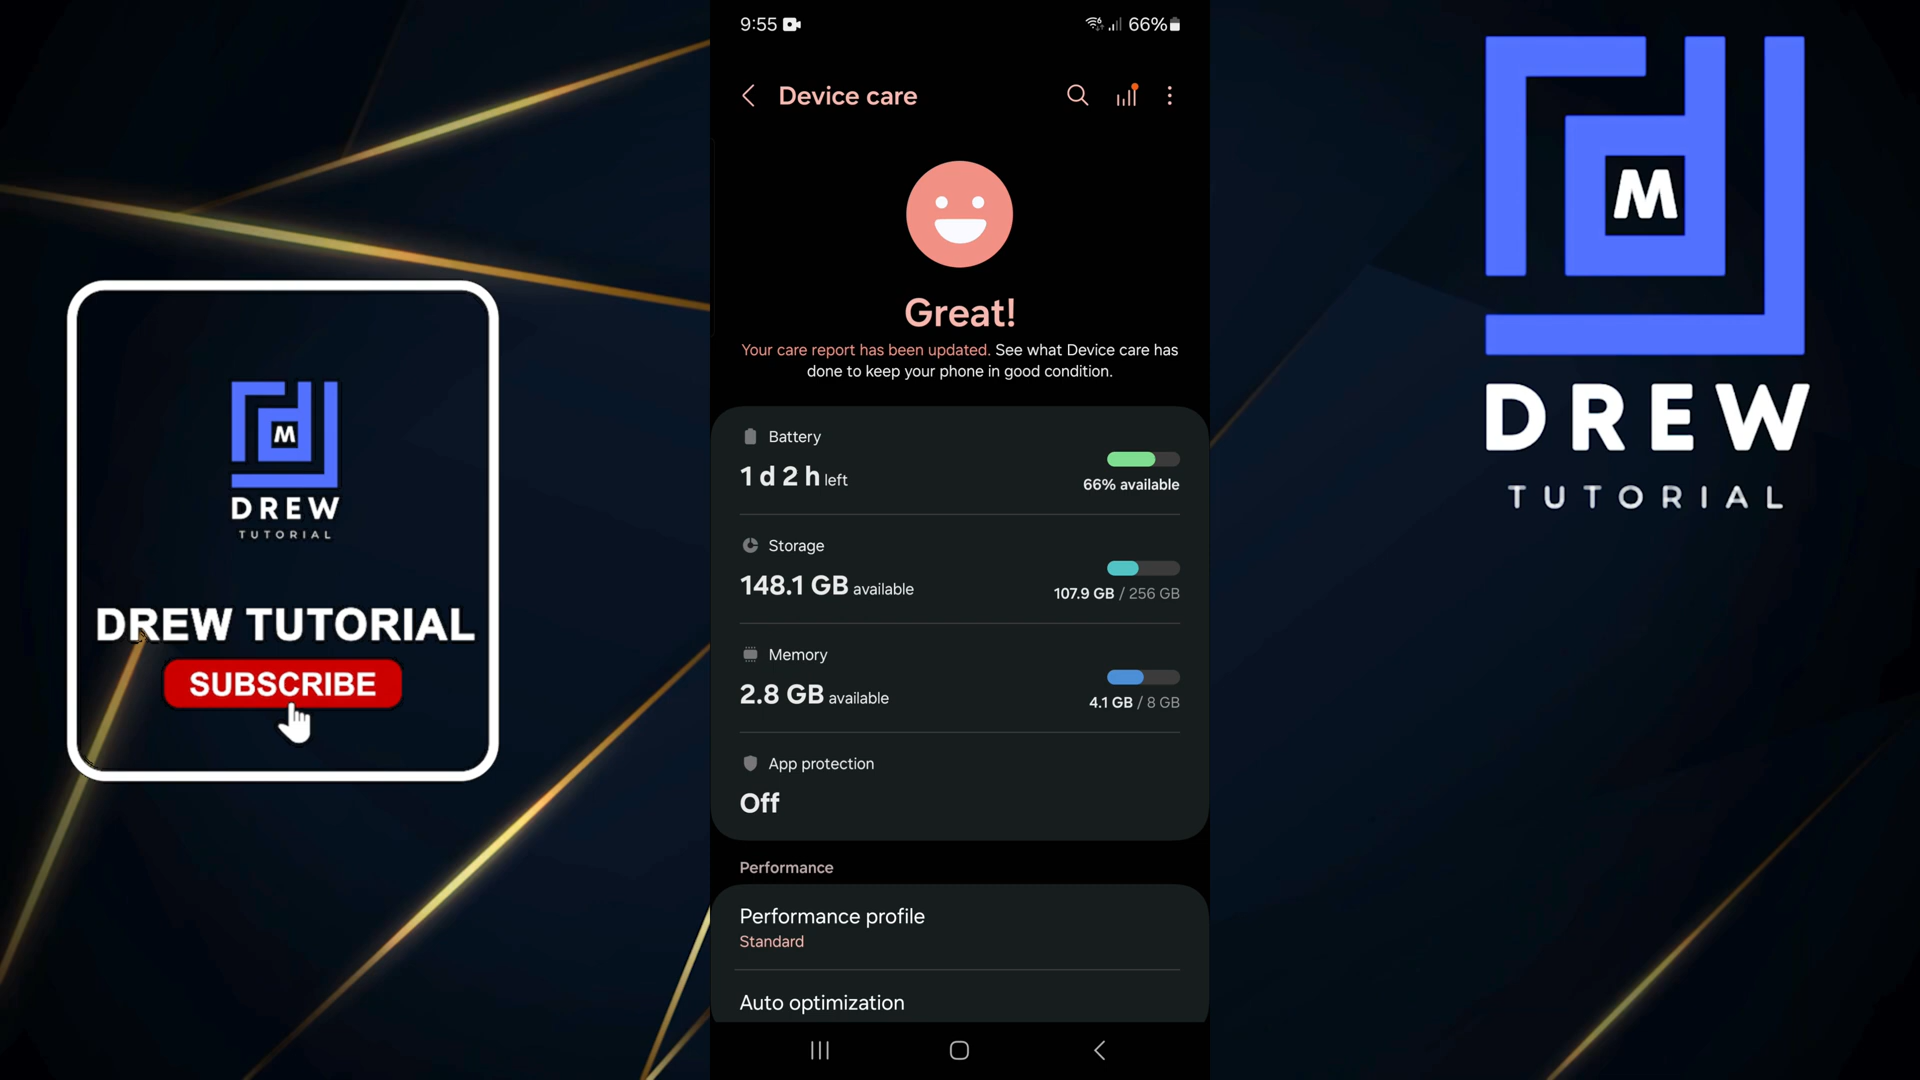 9:55
66%
Device care
Great!
Your care report has been updated. See what Device care has
done to keep your phone in good condition.
Battery
1 d 2 h left
66% available
Storage
148.1 GB available
107.9 GB / 256 GB
Memory
2.8 GB available
4.1 GB / 8 GB
App protection
Off
Performance
Performance profile
Standard
Auto optimization
M
DREW
TUTORIAL
DREW TUTORIAL
SUBSCRIBE
M
DREW
TUTORIAL